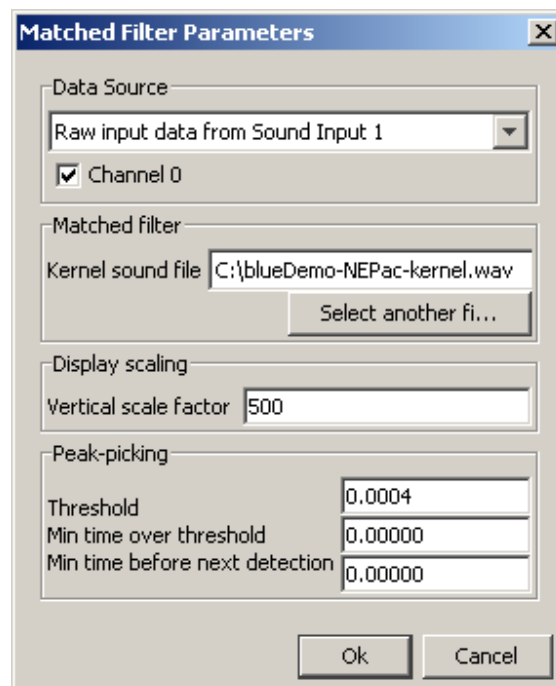 Matched Filter Parameters
Data Source
Raw input data from Sound Input 1
Channel 0
Matched filter
Kernel sound file C:\blueDemo-NEPac-kernel.wav
Select another fi...
Display scaling
Vertical scale factor 500
Peak-picking
Threshold 0.0004
Min time over threshold 0.00000
Min time before next detection 0.00000
Ok Cancel